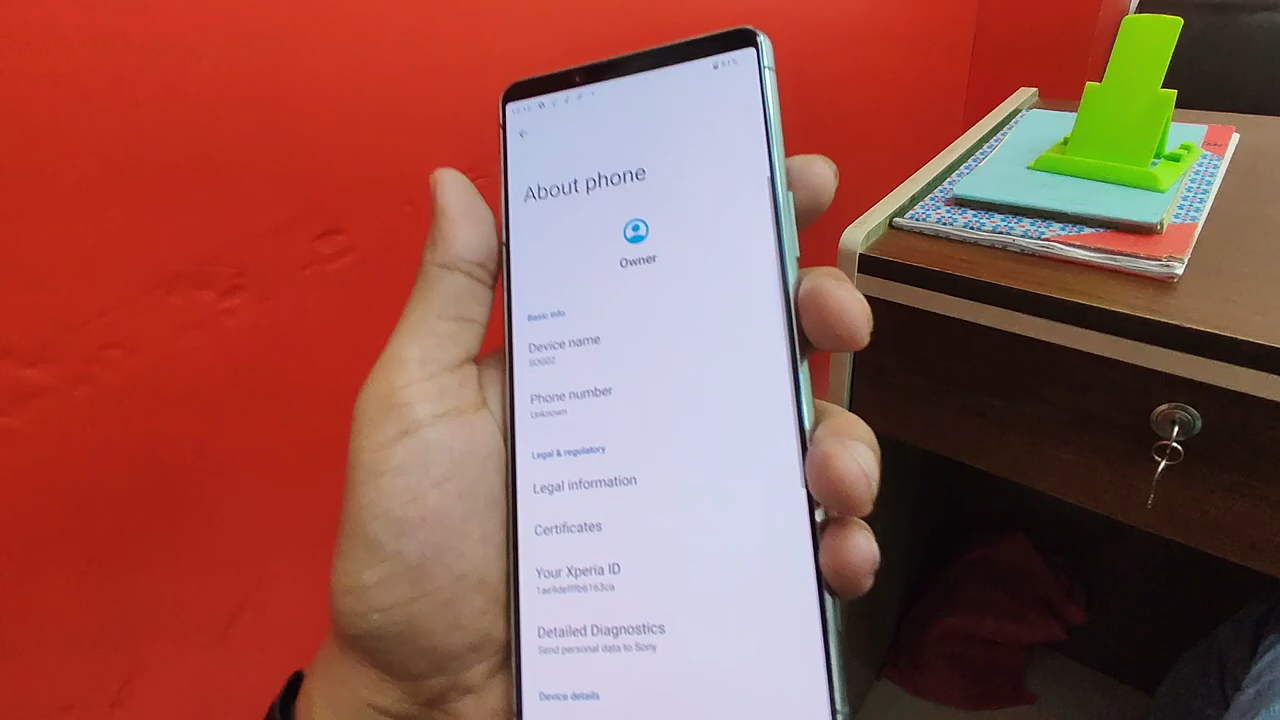 About phone
Owner
Basic info
Device name
SOG02
Phone number
Unknown
Legal & regulatory
Legal information
Certificates
Your Xperia ID
Detailed Diagnostics
Send personal data to Sony
Device details